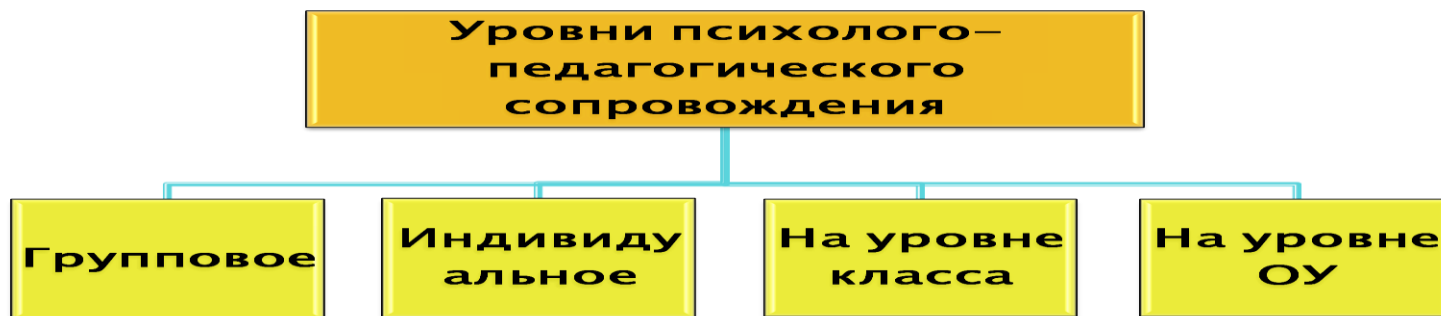 Уровни психолого–
педагогического
сопровождения
Групповое
Индивиду
альное
На уровне
класса
На уровне
ОУ